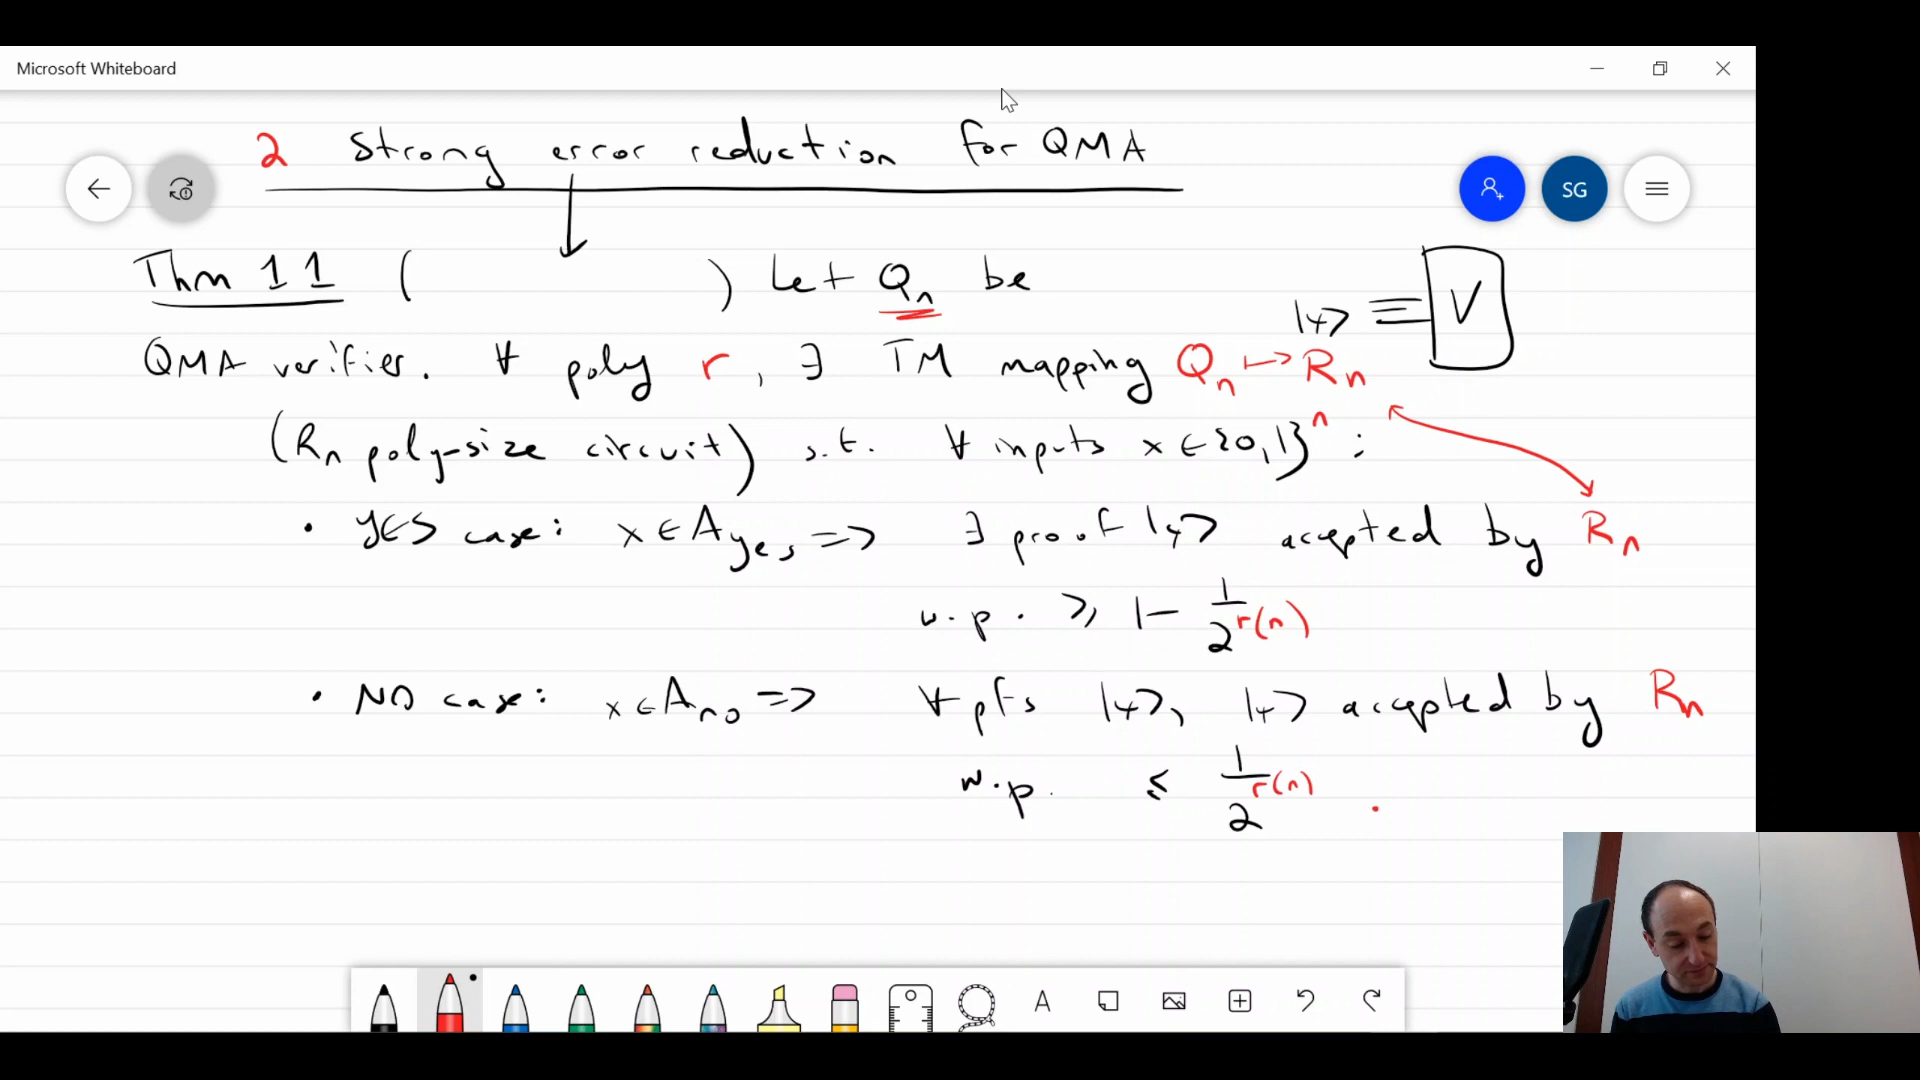 Microsoft Whiteboard
2 Strong error reduction for QMA
SG
Thm 11 ( ) Let Qn be
|ψ> V
QMA verifier. ∀ poly r, ∃ TM mapping Qn ↦ Rn
(Rn poly-size circuit) s.t. ∀ inputs x ∈ {0,1}^n :
• YES case: x ∈ Ayes => ∃ proof |ψ> accepted by Rn
w.p. ≥ 1 - 1/2^r(n)
• NO case: x ∈ Ano => ∀ pfs |ψ>, |ψ> accepted by Rn
w.p. ≤ 1/2^r(n) .
A